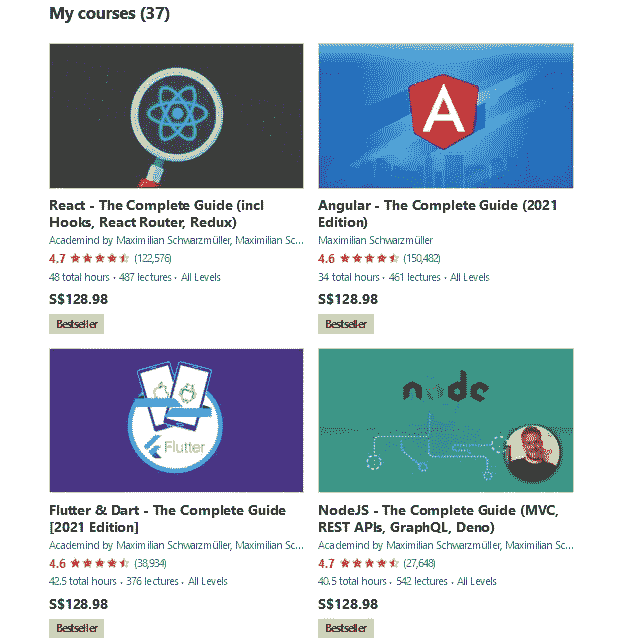 My courses (37)
React - The Complete Guide (incl
Hooks, React Router, Redux)
Academind by Maximilian Schwarzmüller, Maximilian Sc...
4.7 (122,576)
48 total hours · 487 lectures · All Levels
S$128.98
Bestseller
A
Angular - The Complete Guide (2021
Edition)
Maximilian Schwarzmüller
4.6 (150,482)
34 total hours · 461 lectures · All Levels
S$128.98
Bestseller
Flutter
Flutter & Dart - The Complete Guide
[2021 Edition]
Academind by Maximilian Schwarzmüller, Maximilian Sc...
4.6 (38,934)
42.5 total hours · 376 lectures · All Levels
S$128.98
Bestseller
node
NodeJS - The Complete Guide (MVC,
REST APIs, GraphQL, Deno)
Academind by Maximilian Schwarzmüller, Maximilian Sc...
4.7 (27,648)
40.5 total hours · 542 lectures · All Levels
S$128.98
Bestseller